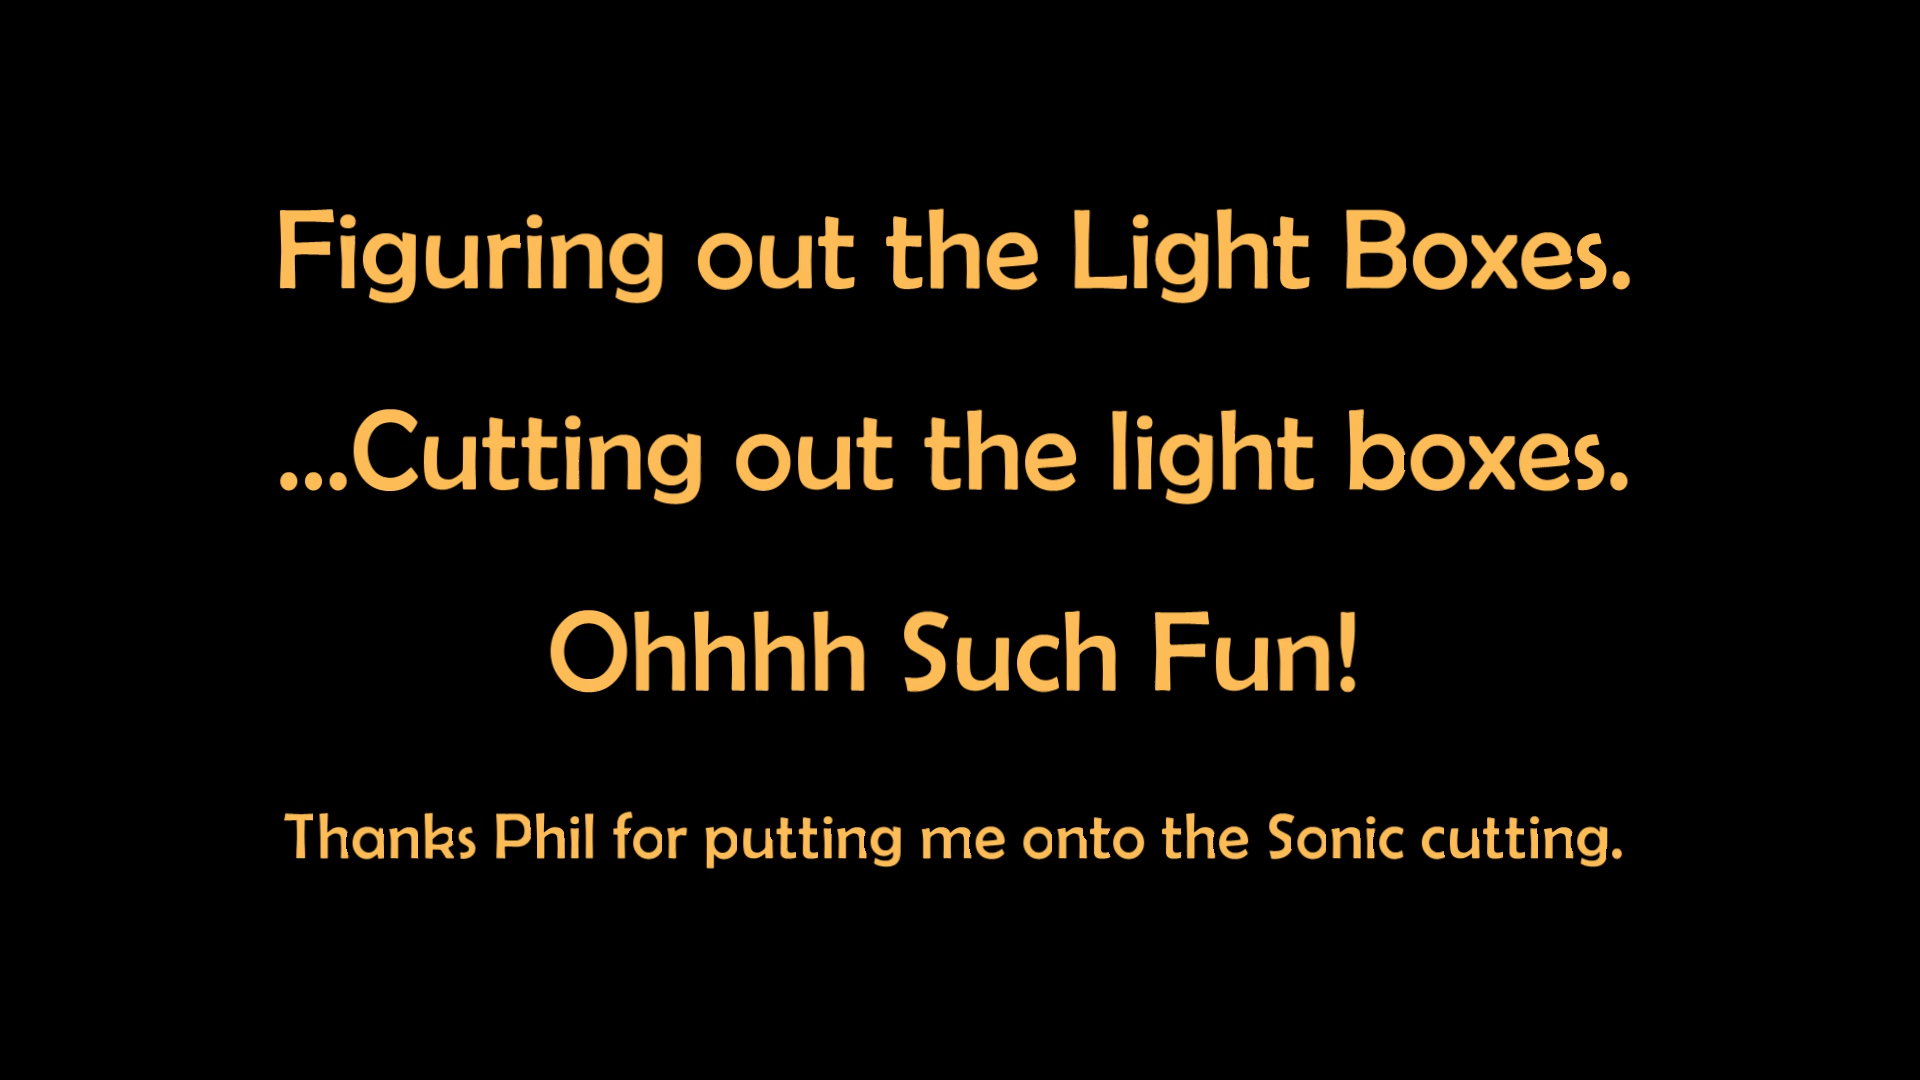 Figuring out the Light Boxes.
...Cutting out the light boxes.
Ohhhh Such Fun!
Thanks Phil for putting me onto the Sonic cutting.